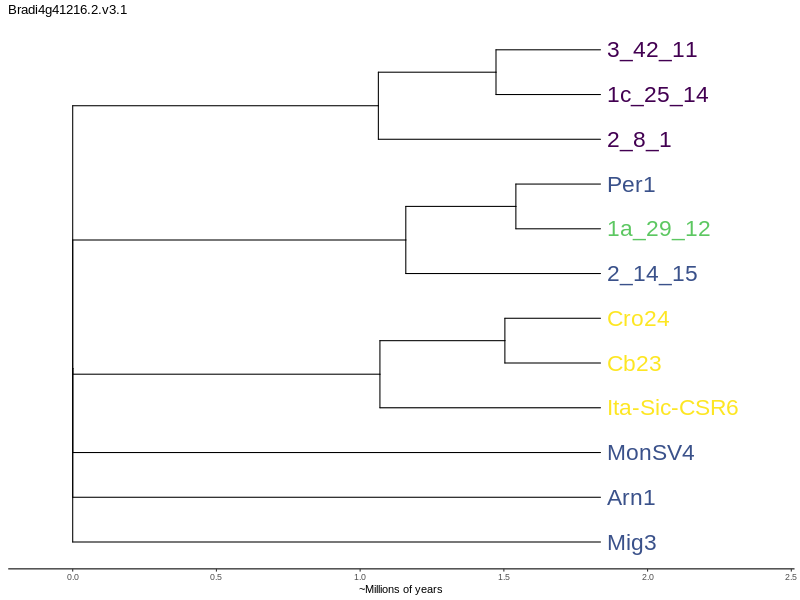 Bradi4g41216.2.v3.1
3_42_11
1c_25_14
2_8_1
Per1
1a_29_12
2_14_15
Cro24
Cb23
Ita-Sic-CSR6
MonSV4
Arn1
Mig3
0.0 0.5 1.0 1.5 2.0 2.5
~Millions of years